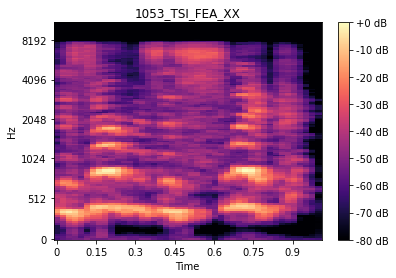 1053_TSI_FEA_XX
8192
4096
2048
1024
512
0
Hz
0
0.15
0.3
0.45
0.6
0.75
0.9
Time
+0 dB
-10 dB
-20 dB
-30 dB
-40 dB
-50 dB
-60 dB
-70 dB
-80 dB